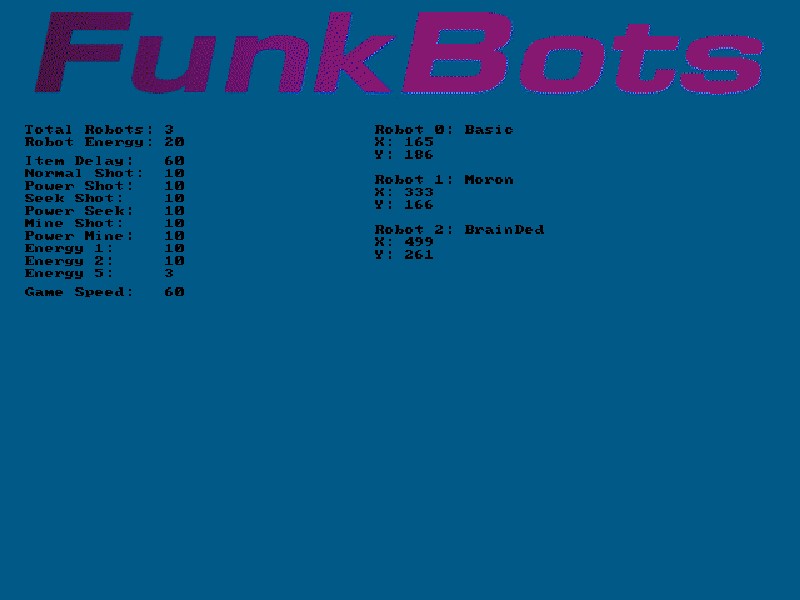 FunkBots
Total Robots: 3
Robot Energy: 20
Item Delay: 60
Normal Shot: 10
Power Shot: 10
Seek Shot: 10
Power Seek: 10
Mine Shot: 10
Power Mine: 10
Energy 1: 10
Energy 2: 10
Energy 5: 3
Game Speed: 60
Robot 0: Basic
X: 165
Y: 186
Robot 1: Moron
X: 333
Y: 166
Robot 2: BrainDed
X: 499
Y: 261